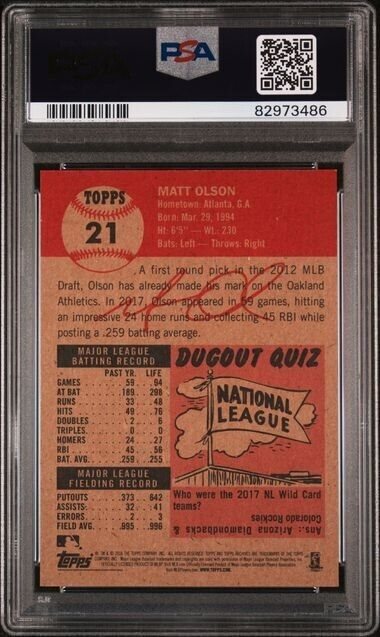 PSA
PSA
82973486
TOPPS
21
MATT OLSON
Hometown: Atlanta, G.A.
Born: Mar. 29, 1994
Ht: 6'5" — Wt.: 230
Bats: Left — Throws: Right
A first round pick in the 2012 MLB
Draft, Olson has already made his mark on the Oakland
Athletics. In 2017, Olson appeared in 59 games, hitting
an impressive 24 home runs and collecting 45 RBI while
posting a .259 batting average.
MAJOR LEAGUE
BATTING RECORD
PAST YR. LIFE
GAMES 59 94
AT BAT 189 298
RUNS 33 48
HITS 49 76
DOUBLES 2 6
TRIPLES 0 0
HOMERS 24 27
RBI 45 56
BAT. AVG. .259 .255
MAJOR LEAGUE
FIELDING RECORD
PUTOUTS 373 642
ASSISTS: 32 41
ERRORS 2 3
FIELD AVG. .995 .996
DUGOUT QUIZ
NATIONAL
LEAGUE
Who were the 2017 NL Wild Card
teams?
Ans.: Arizona Diamondbacks &
Colorado Rockies
Topps